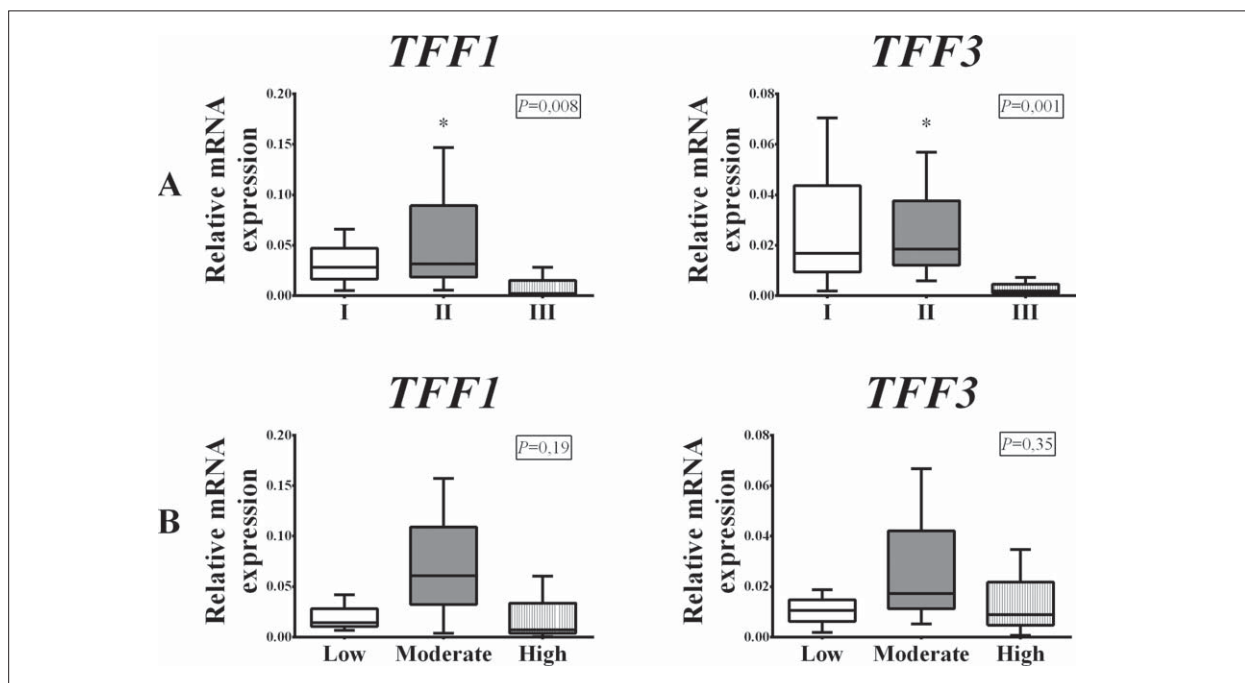 TFF1
TFF3
A
Relative mRNA
expression
0.20
0.15
0.10
0.05
0.00
*
P=0,008
I II III
Relative mRNA
expression
0.08
0.06
0.04
0.02
0.00
*
P=0,001
I II III
TFF1
TFF3
B
Relative mRNA
expression
0.20
0.15
0.10
0.05
0.00
P=0,19
Low Moderate High
Relative mRNA
expression
0.08
0.06
0.04
0.02
0.00
P=0,35
Low Moderate High